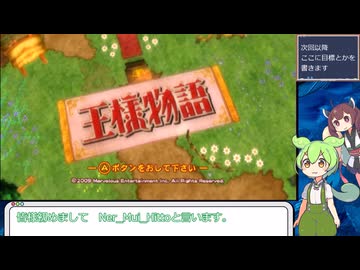 次回以降
ここに目標とかを
書きます
王様物語
Ⓐボタンをおして下さい
©2009 Marvelous Entertainment Inc. All Rights Reserved.
皆様初めまして Ner_Mui_Hittoと言います。